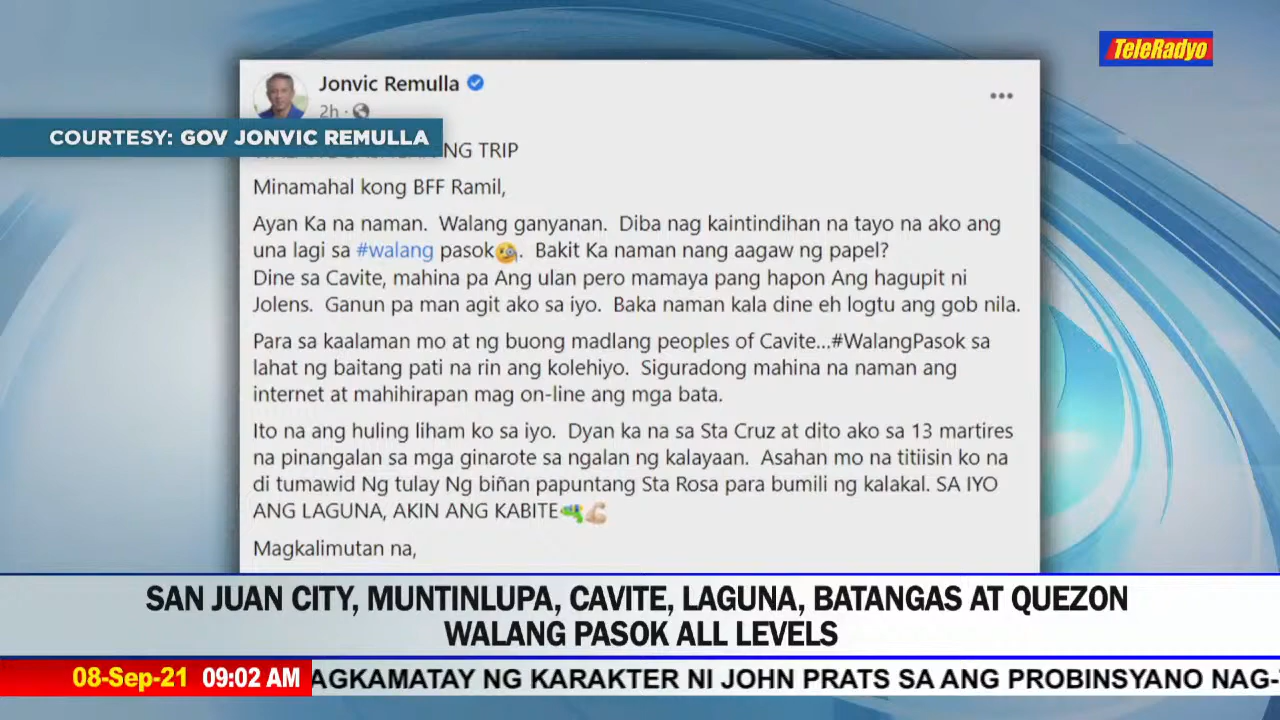 TeleRadyo
Jonvic Remulla
2h
COURTESY: GOV JONVIC REMULLA
NG TRIP
Minamahal kong BFF Ramil,
Ayan Ka na naman. Walang ganyanan. Diba nag kaintindihan na tayo na ako ang
una lagi sa #walang pasok🧐. Bakit Ka naman nang aagaw ng papel?
Dine sa Cavite, mahina pa Ang ulan pero mamaya pang hapon Ang hagupit ni
Jolens. Ganun pa man agit ako sa iyo. Baka naman kala dine eh logtu ang gob nila.
Para sa kaalaman mo at ng buong madlang peoples of Cavite...#WalangPasok sa
lahat ng baitang pati na rin ang kolehiyo. Siguradong mahina na naman ang
internet at mahihirapan mag on-line ang mga bata.
Ito na ang huling liham ko sa iyo. Dyan ka na sa Sta Cruz at dito ako sa 13 martires
na pinangalan sa mga ginarote sa ngalan ng kalayaan. Asahan mo na titiisin ko na
di tumawid Ng tulay Ng biñan papuntang Sta Rosa para bumili ng kalakal. SA IYO
ANG LAGUNA, AKIN ANG KABITE🔫💪🏼
Magkalimutan na,
SAN JUAN CITY, MUNTINLUPA, CAVITE, LAGUNA, BATANGAS AT QUEZON
WALANG PASOK ALL LEVELS
08-Sep-21 09:02 AM AGKAMATAY NG KARAKTER NI JOHN PRATS SA ANG PROBINSYANO NAG-